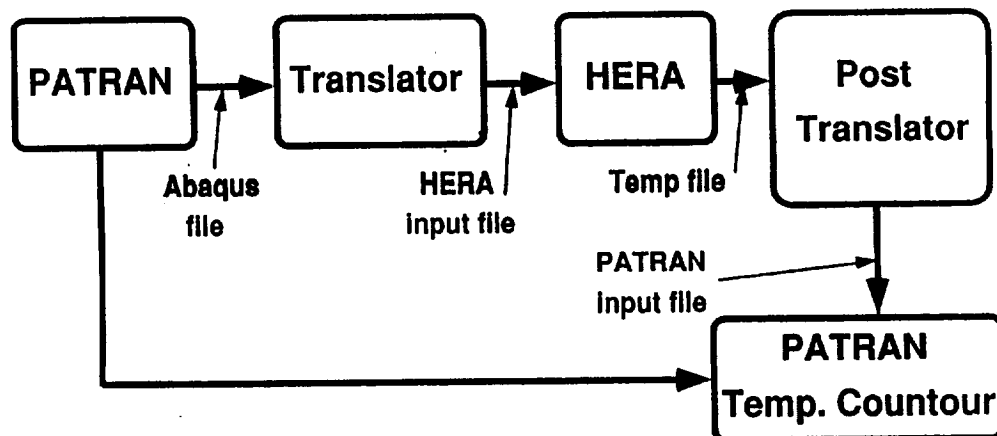 PATRAN
Translator
HERA
Post
Translator
Abaqus
file
HERA
input file
Temp file
PATRAN
input file
PATRAN
Temp. Countour